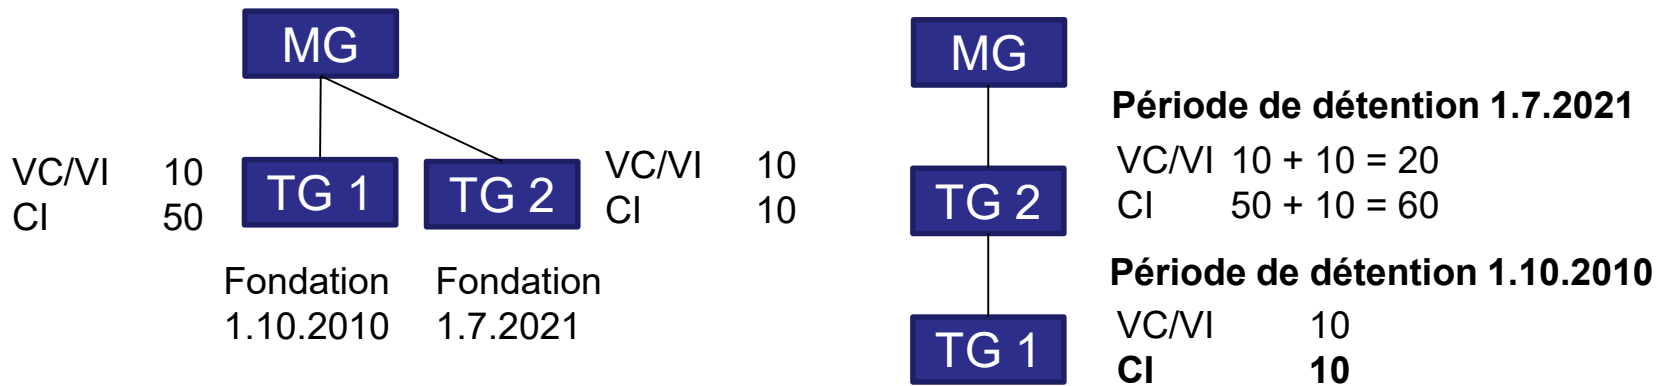 MG
VC/VI 10
CI 50
TG 1
TG 2
VC/VI 10
CI 10
Fondation
1.10.2010
Fondation
1.7.2021
MG
Période de détention 1.7.2021
VC/VI 10 + 10 = 20
CI 50 + 10 = 60
TG 2
Période de détention 1.10.2010
VC/VI 10
CI 10
TG 1